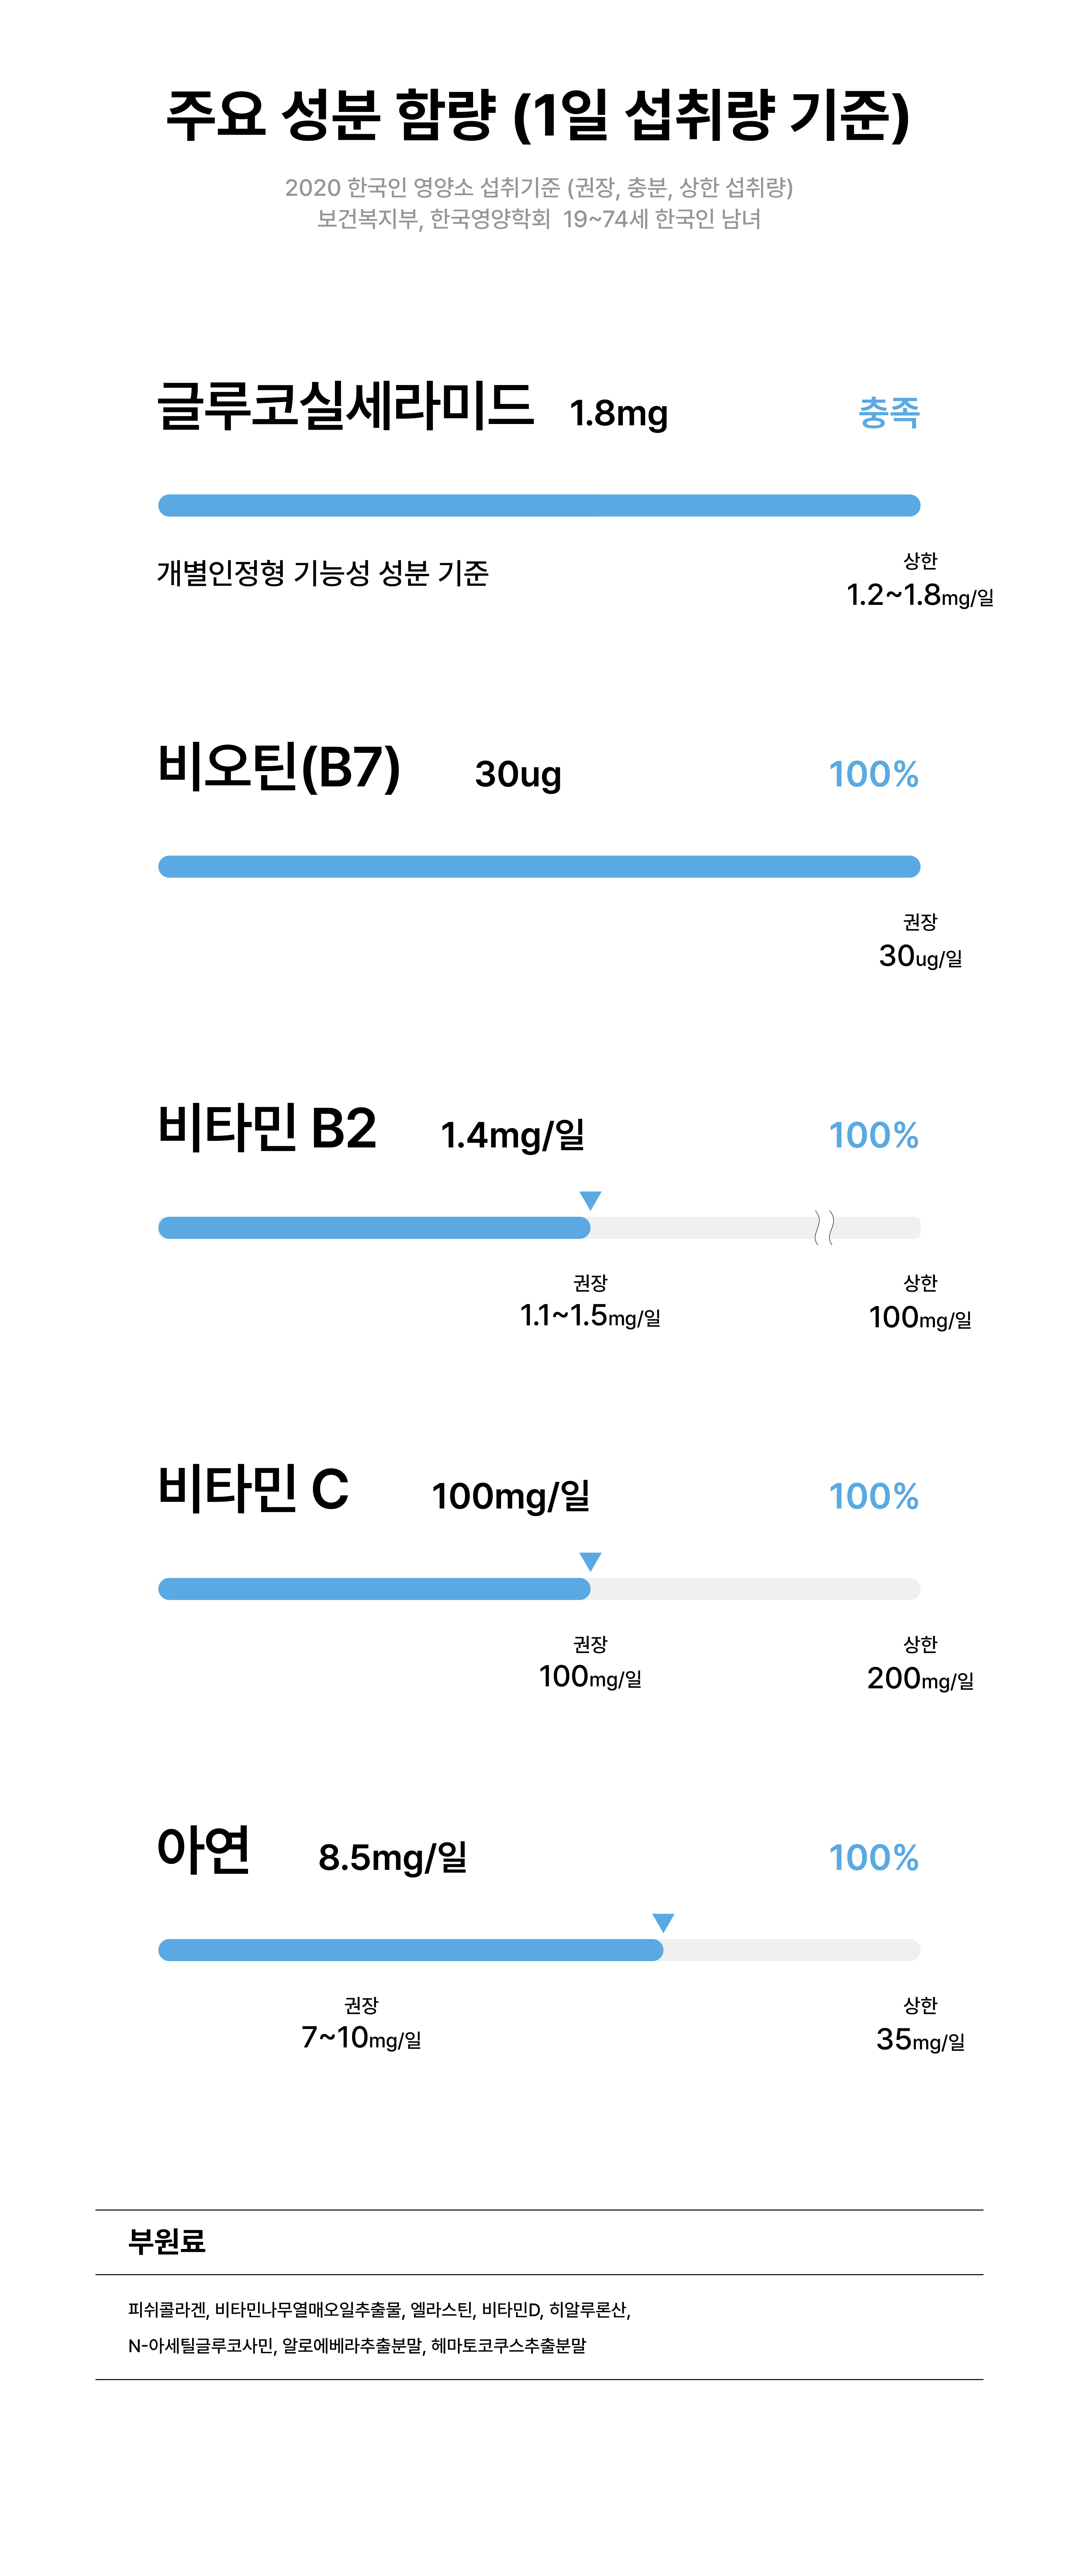 주요 성분 함량 (1일 섭취량 기준)
2020 한국인 영양소 섭취기준 (권장, 충분, 상한 섭취량)
보건복지부, 한국영양학회 19~74세 한국인 남녀
글루코실세라미드 1.8mg 충족
개별인정형 기능성 성분 기준
상한
1.2~1.8mg/일
비오틴(B7) 30ug 100%
권장
30ug/일
비타민 B2 1.4mg/일 100%
권장 상한
1.1~1.5mg/일 100mg/일
비타민 C 100mg/일 100%
권장 상한
100mg/일 200mg/일
아연 8.5mg/일 100%
권장 상한
7~10mg/일 35mg/일
부원료
피쉬콜라겐, 비타민나무열매오일추출물, 엘라스틴, 비타민D, 히알루론산,
N-아세틸글루코사민, 알로에베라추출분말, 헤마토코쿠스추출분말